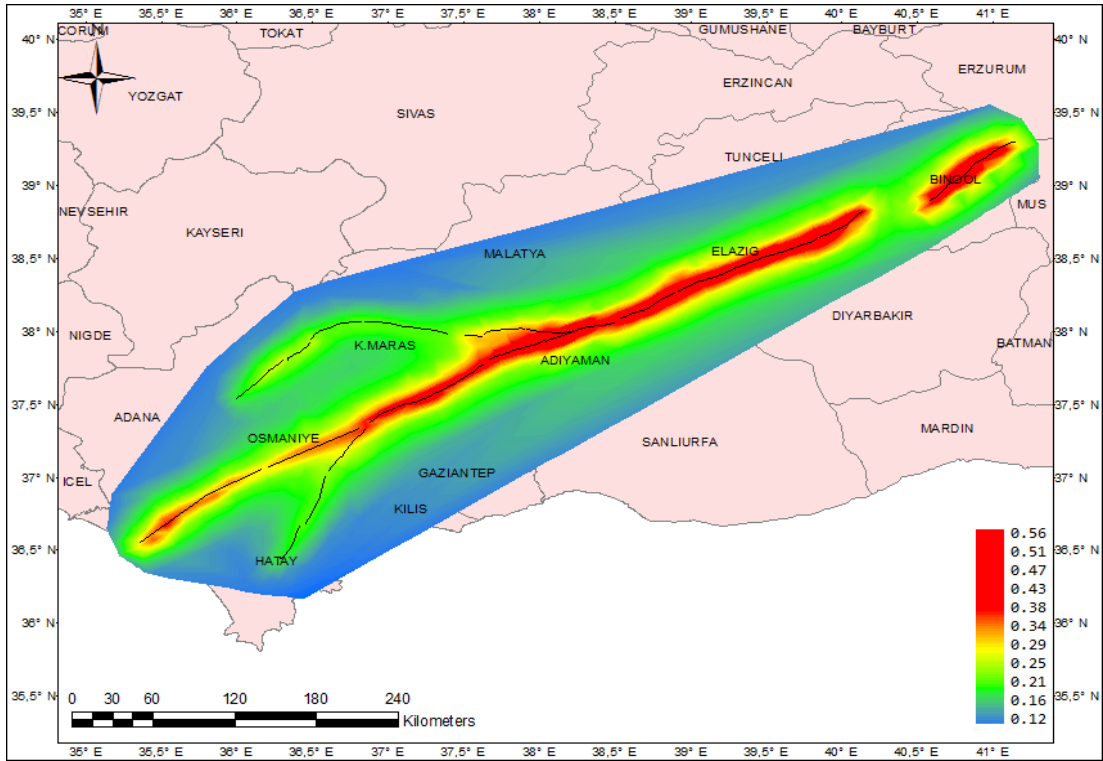 35° E 35,5° E 36° E 36,5° E 37° E 37,5° E 38° E 38,5° E 39° E 39,5° E 40° E 40,5° E 41° E
CORUM
TOKAT
GUMUSHANE
BAYBURT
40° N
40° N
N
ERZURUM
ERZINCAN
YOZGAT
SIVAS
39,5° N
39,5° N
TUNCELI
BINGOL
39° N
39° N
MUS
NEVSEHIR
KAYSERI
ELAZIG
MALATYA
38,5° N
38,5° N
DIYARBAKIR
NIGDE
38° N
38° N
K.MARAS
BATMAN
ADIYAMAN
37,5° N
37,5° N
ADANA
MARDIN
OSMANIYE
SANLIURFA
37° N
37° N
ICEL
GAZIANTEP
KILIS
36,5° N
36,5° N
HATAY
0.56
0.51
0.47
0.43
0.38
0.34
0.29
0.25
0.21
0.16
0.12
36° N
36° N
35,5° N
35,5° N
0 30 60 120 180 240
Kilometers
35° E 35,5° E 36° E 36,5° E 37° E 37,5° E 38° E 38,5° E 39° E 39,5° E 40° E 40,5° E 41° E